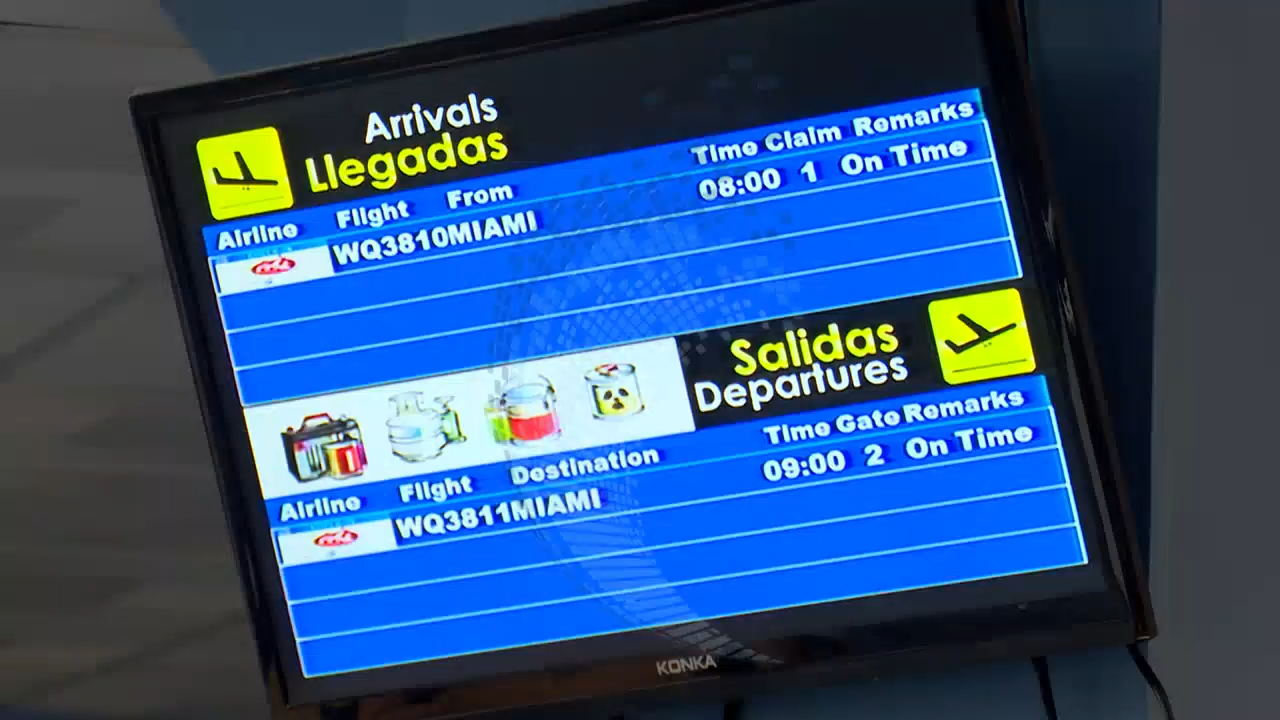 Arrivals
Llegadas
Airline Flight From Time Claim Remarks
WQ3810MIAMI 08:00 1 On Time
Salidas
Departures
Airline Flight Destination Time Gate Remarks
WQ3811MIAMI 09:00 2 On Time
KONKA